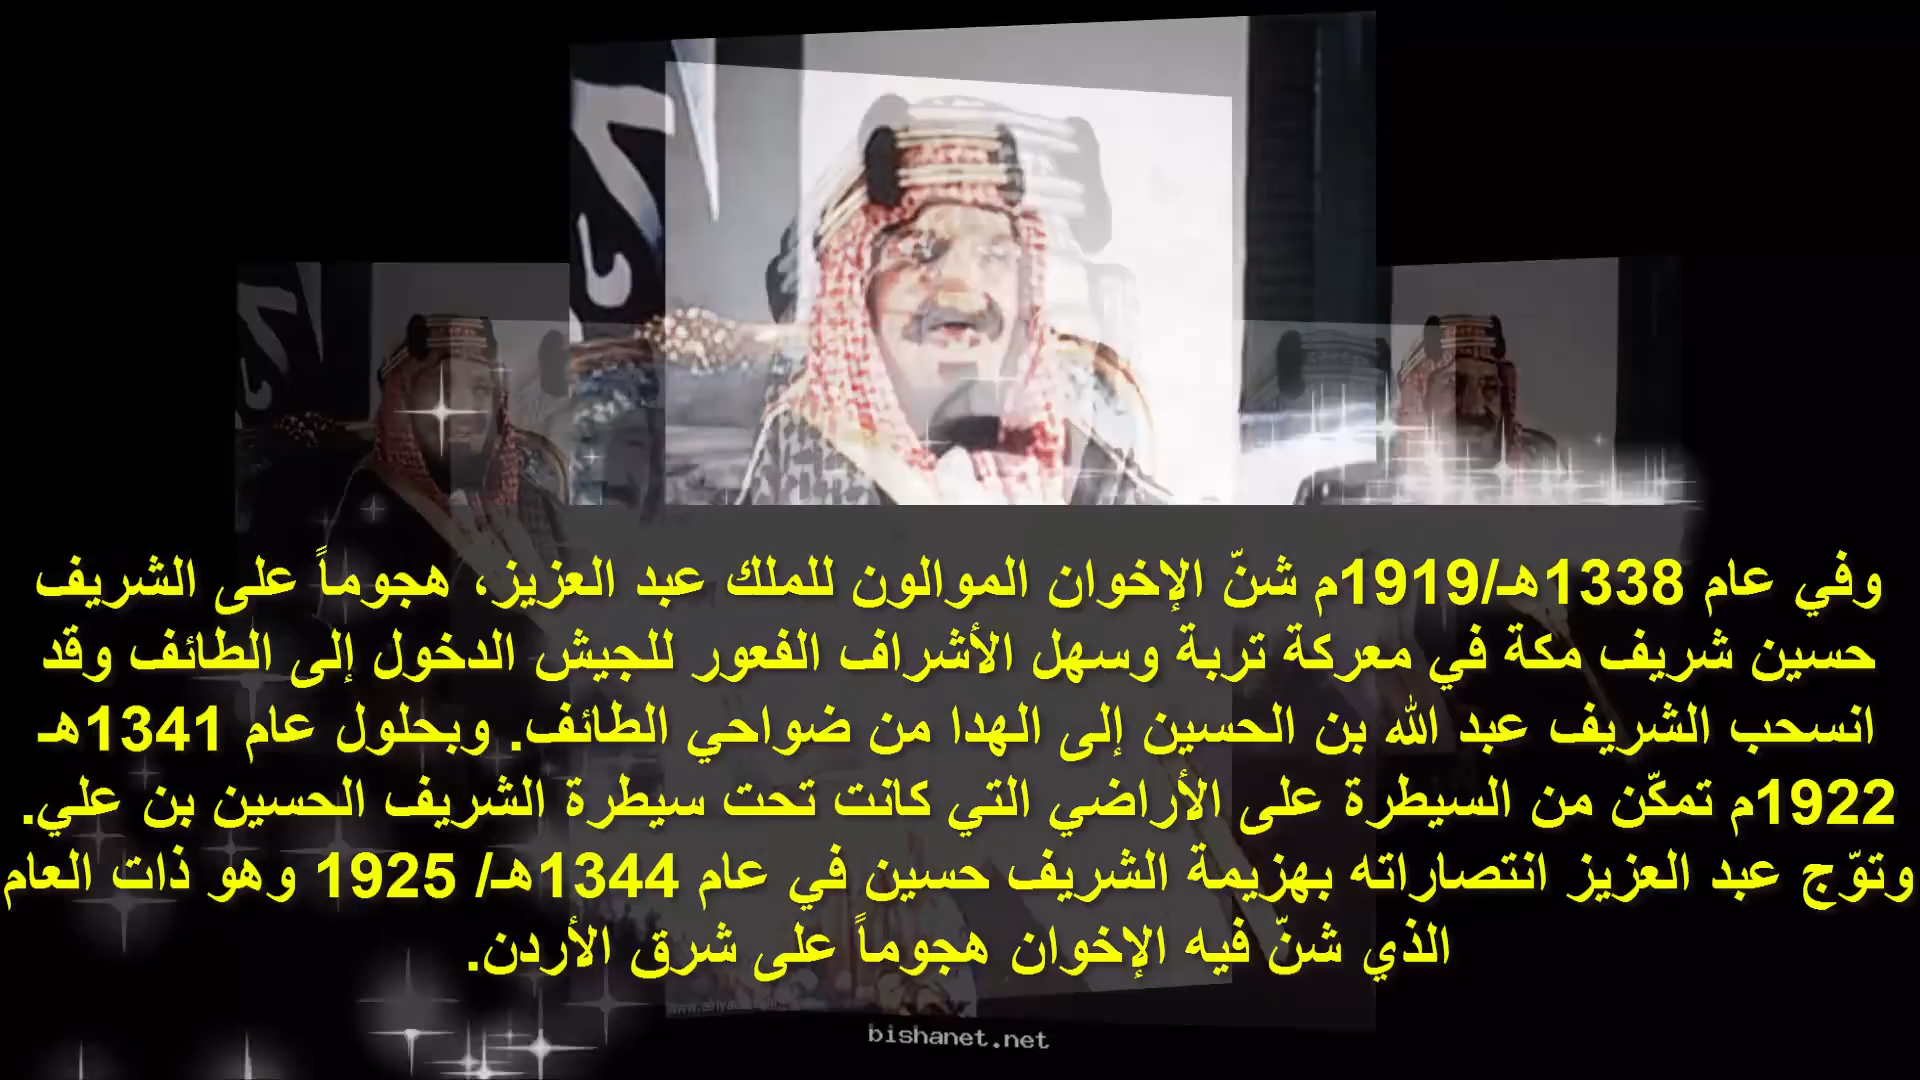 وفي عام 1338هـ/1919م شنّ الإخوان الموالون للملك عبد العزيز، هجوماً على الشريف
حسين شريف مكة في معركة تربة وسهل الأشراف الفعور للجيش الدخول إلى الطائف وقد
انسحب الشريف عبد الله بن الحسين إلى الهدا من ضواحي الطائف. وبحلول عام 1341هـ
1922م تمكّن من السيطرة على الأراضي التي كانت تحت سيطرة الشريف الحسين بن علي.
وتوّج عبد العزيز انتصاراته بهزيمة الشريف حسين في عام 1344هـ/ 1925 وهو ذات العام
الذي شنّ فيه الإخوان هجوماً على شرق الأردن.
bishanet.net